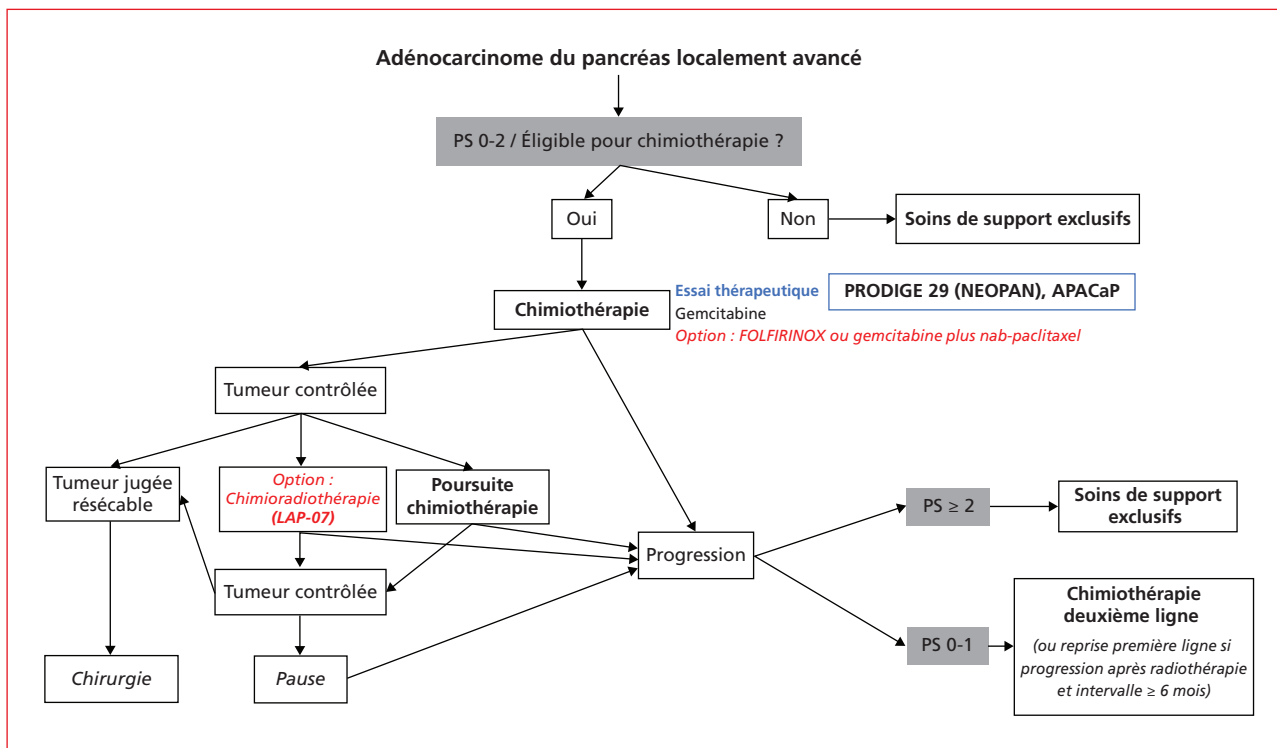 Adénocarcinome du pancréas localement avancé
PS 0-2 / Éligible pour chimiothérapie ?
Oui
Non
Soins de support exclusifs
Chimiothérapie
Essai thérapeutique
PRODIGE 29 (NEOPAN), APACaP
Gemcitabine
Option : FOLFIRINOX ou gemcitabine plus nab-paclitaxel
Tumeur contrôlée
Tumeur jugée
résécable
Option :
Chimioradiothérapie
(LAP-07)
Poursuite
chimiothérapie
Progression
PS ≥ 2
Soins de support
exclusifs
Tumeur contrôlée
PS 0-1
Chimiothérapie
deuxième ligne
(ou reprise première ligne si
progression après radiothérapie
et intervalle ≥ 6 mois)
Chirurgie
Pause